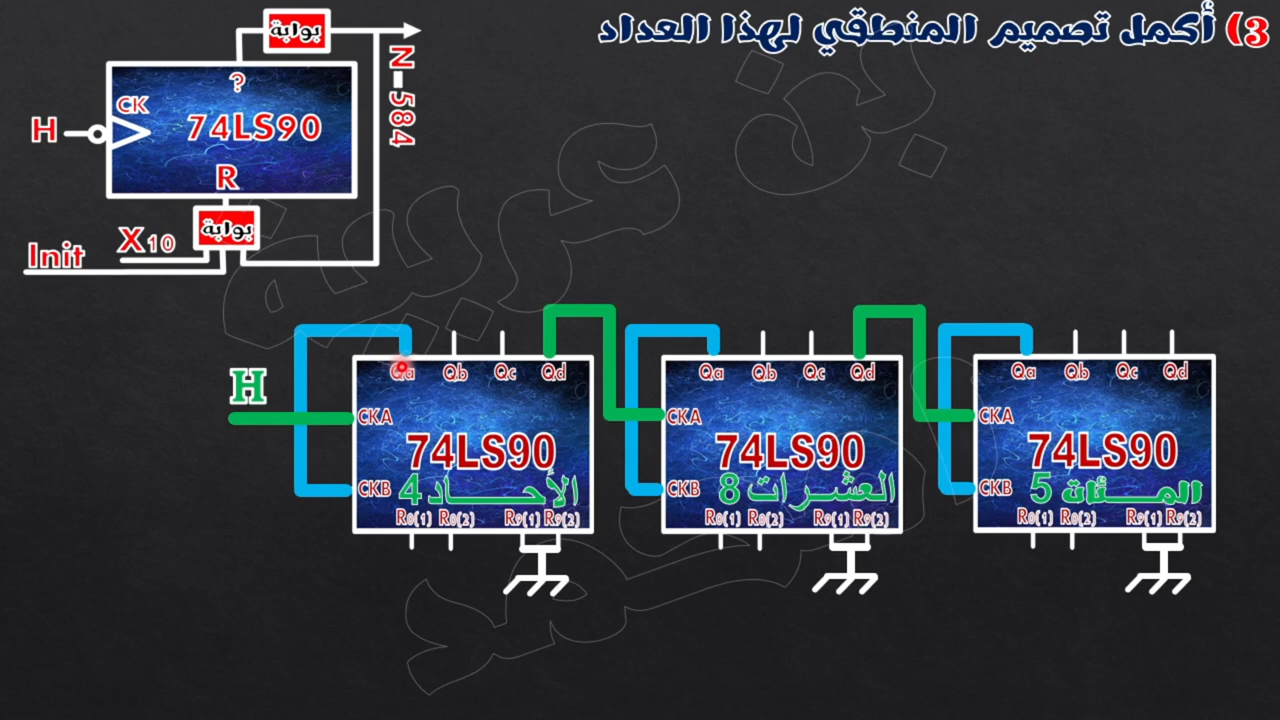 3) أكمل تصميم المنطقي لهذا العداد
بوابة
N=584
?
CK
H
74LS90
R
بوابة
X10
Init
H
Qa Qb Qc Qd
CKA
74LS90
CKB
الأحـــاد 4
R0(1) R0(2) R9(1) R9(2)
Qa Qb Qc Qd
CKA
74LS90
CKB
العشـرات 8
R0(1) R0(2) R9(1) R9(2)
Qa Qb Qc Qd
CKA
74LS90
CKB
المـــئات 5
R0(1) R0(2) R9(1) R9(2)